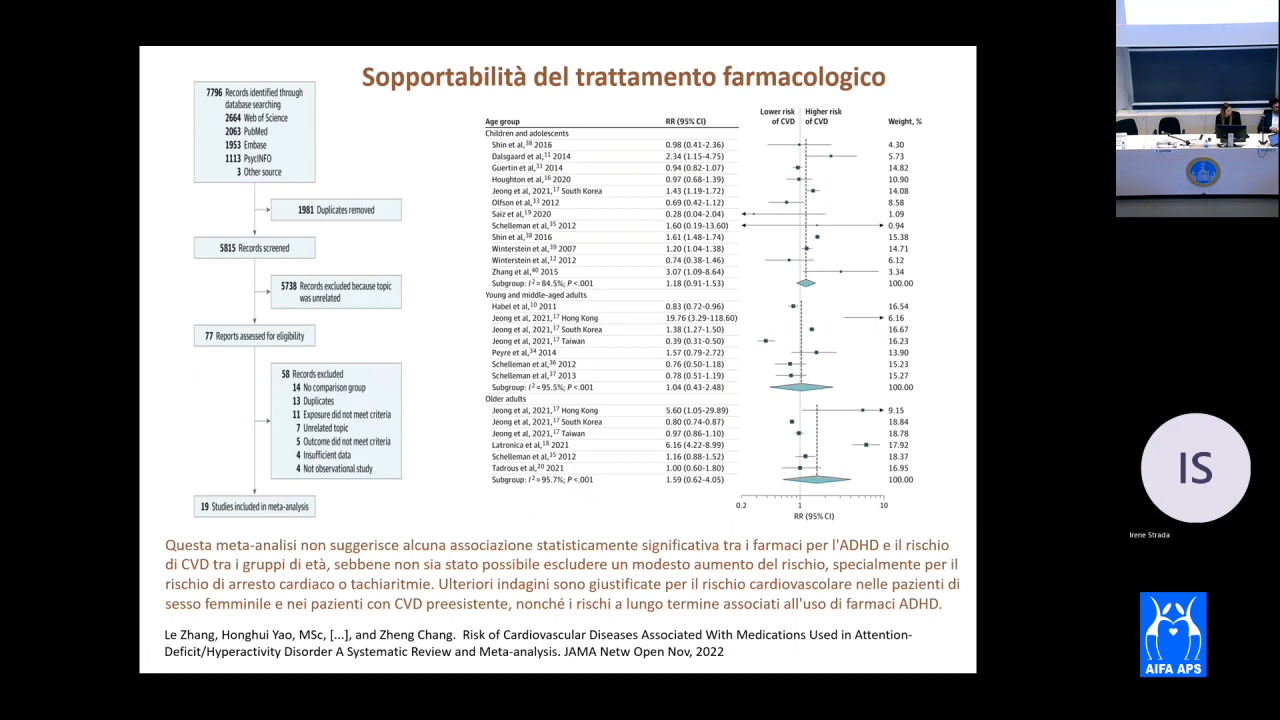 Sopportabilità del trattamento farmacologico
7796 Records identified through
database searching
2664 Web of Science
2063 PubMed
1953 Embase
1113 PsycINFO
3 Other source
1981 Duplicates removed
5815 Records screened
5738 Records excluded because topic
was unrelated
77 Reports assessed for eligibility
58 Records excluded
14 No comparison group
13 Duplicates
11 Exposure did not meet criteria
7 Unrelated topic
5 Outcome did not meet criteria
4 Insufficient data
4 Not observational study
19 Studies included in meta-analysis
Lower risk Higher risk
of CVD of CVD
Age group RR (95% CI) Weight, %
Children and adolescents
Shin et al,38 2016 0.98 (0.41-2.36) 4.30
Dalsgaard et al,11 2014 2.34 (1.15-4.75) 5.73
Guertin et al,31 2014 0.94 (0.82-1.07) 14.82
Houghton et al,16 2020 0.97 (0.68-1.39) 10.90
Jeong et al, 2021,17 South Korea 1.43 (1.19-1.72) 14.08
Olfson et al,33 2012 0.69 (0.42-1.12) 8.58
Saiz et al,19 2020 0.28 (0.04-2.04) 1.09
Schelleman et al,35 2012 1.60 (0.19-13.60) 0.94
Shin et al,38 2016 1.61 (1.48-1.74) 15.38
Winterstein et al,39 2007 1.20 (1.04-1.38) 14.71
Winterstein et al,12 2012 0.74 (0.38-1.46) 6.12
Zhang et al,40 2015 3.07 (1.09-8.64) 3.34
Subgroup: I2 = 84.5%; P <.001 1.18 (0.91-1.53) 100.00
Young and middle-aged adults
Habel et al,10 2011 0.83 (0.72-0.96) 16.54
Jeong et al, 2021,17 Hong Kong 19.76 (3.29-118.60) 6.16
Jeong et al, 2021,17 South Korea 1.38 (1.27-1.50) 16.67
Jeong et al, 2021,17 Taiwan 0.39 (0.31-0.50) 16.23
Peyre et al,34 2014 1.57 (0.79-2.72) 13.90
Schelleman et al,36 2012 0.76 (0.50-1.18) 15.23
Schelleman et al,37 2013 0.78 (0.51-1.19) 15.27
Subgroup: I2 = 95.5%; P <.001 1.04 (0.43-2.48) 100.00
Older adults
Jeong et al, 2021,17 Hong Kong 5.60 (1.05-29.89) 9.15
Jeong et al, 2021,17 South Korea 0.80 (0.74-0.87) 18.84
Jeong et al, 2021,17 Taiwan 0.97 (0.86-1.10) 18.78
Latronica et al,18 2021 6.16 (4.22-8.99) 17.92
Schelleman et al,35 2012 1.16 (0.88-1.52) 18.37
Tadrous et al,20 2021 1.00 (0.60-1.80) 16.95
Subgroup: I2 = 95.7%; P <.001 1.59 (0.62-4.05) 100.00
0.2 1 10
RR (95% CI)
Questa meta-analisi non suggerisce alcuna associazione statisticamente significativa tra i farmaci per l'ADHD e il rischio
di CVD tra i gruppi di età, sebbene non sia stato possibile escludere un modesto aumento del rischio, specialmente per il
rischio di arresto cardiaco o tachiaritmie. Ulteriori indagini sono giustificate per il rischio cardiovascolare nelle pazienti di
sesso femminile e nei pazienti con CVD preesistente, nonché i rischi a lungo termine associati all'uso di farmaci ADHD.
Le Zhang, Honghui Yao, MSc, [...], and Zheng Chang. Risk of Cardiovascular Diseases Associated With Medications Used in Attention-
Deficit/Hyperactivity Disorder A Systematic Review and Meta-analysis. JAMA Netw Open Nov, 2022
IS
Irene Strada
AIFA APS